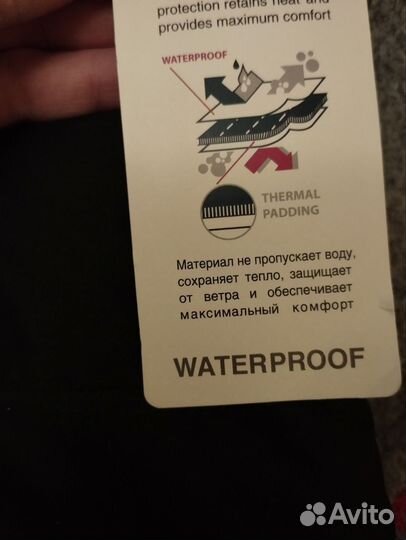 protection retains heat and
provides maximum comfort
WATERPROOF
THERMAL
PADDING
Материал не пропускает воду,
сохраняет тепло, защищает
от ветра и обеспечивает
максимальный комфорт
WATERPROOF
Avito